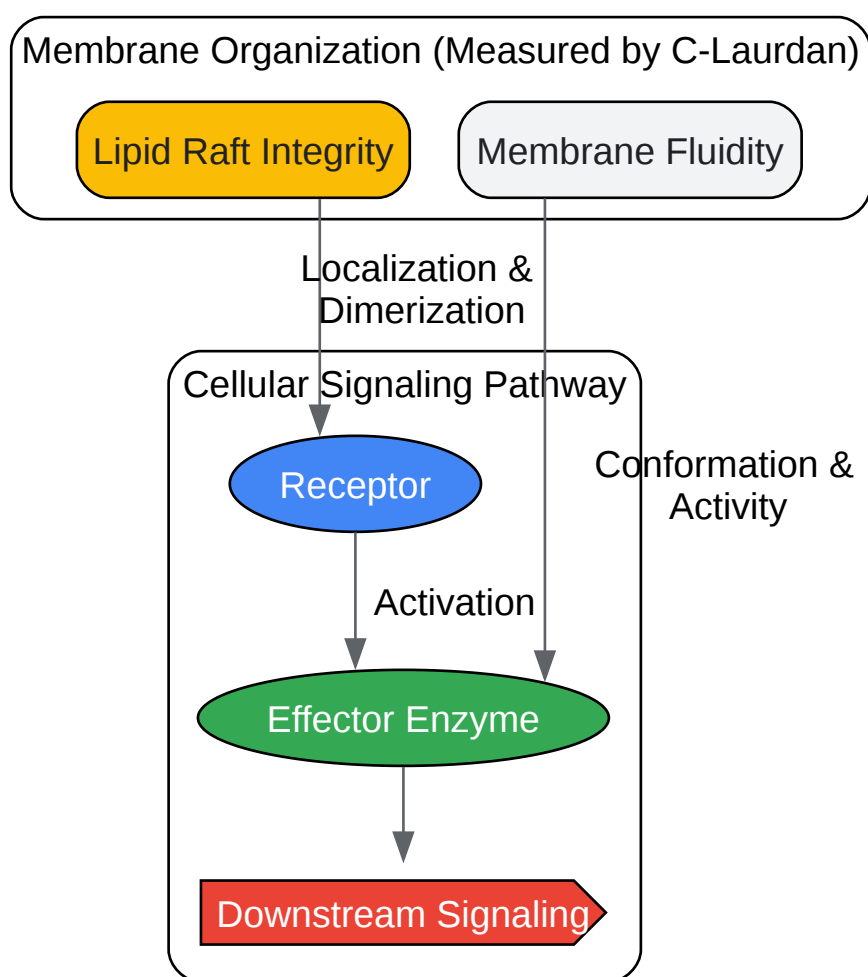 Membrane Organization (Measured by C-Laurdan)
Lipid Raft Integrity
Membrane Fluidity
Localization &
Dimerization
Cellular Signaling Pathway
Receptor
Conformation &
Activity
Activation
Effector Enzyme
Downstream Signaling